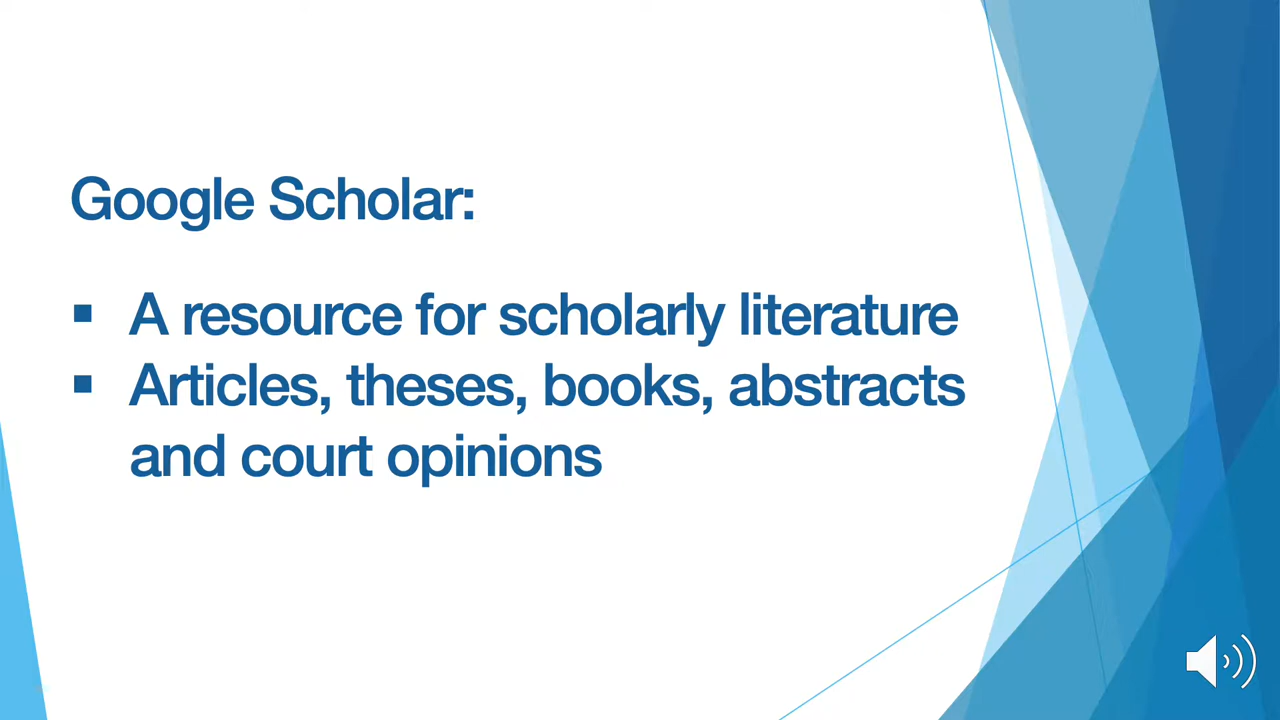 Google Scholar:
▪ A resource for scholarly literature
▪ Articles, theses, books, abstracts
and court opinions